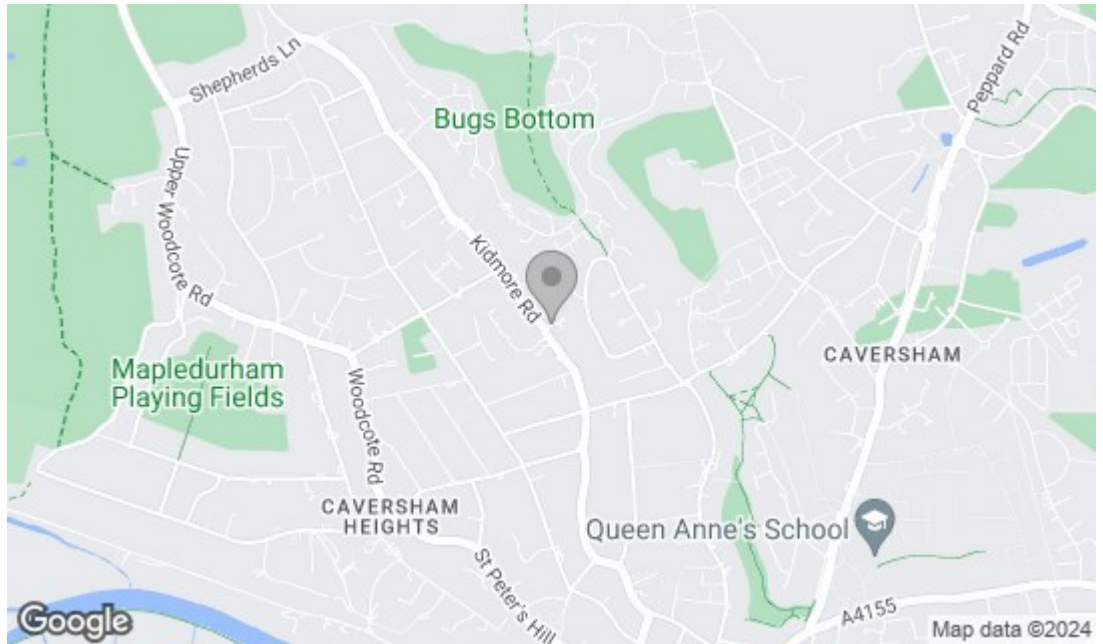 Shepherds Ln
Peppard Rd
Bugs Bottom
Upper Woodcote Rd
Kidmore Rd
CAVERSHAM
Mapledurham
Playing Fields
Woodcote Rd
CAVERSHAM
HEIGHTS
Queen Anne's School
St Peter's Hill
A4155
Google
Map data ©2024